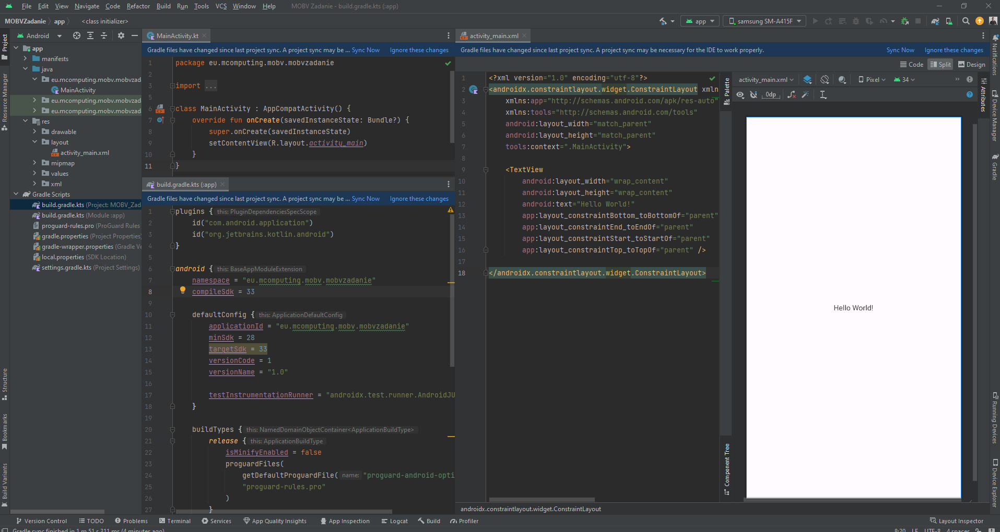 File Edit View Navigate Code Refactor Build Run Tools VCS Window Help MOBV Zadanie - build.gradle.kts (:app)
MOBVZadanie app <class initializer>
app samsung SM-A415F
Project
Resource Manager
Structure
Bookmarks
Build Variants
Android
app
manifests
java
eu.mcomputing.mobv.mobvzad
MainActivity
eu.mcomputing.mobv.mobvzad
eu.mcomputing.mobv.mobvzad
res
drawable
layout
activity_main.xml
mipmap
values
xml
Gradle Scripts
build.gradle.kts (Project: MOBV_Zad
build.gradle.kts (Module :app)
proguard-rules.pro (ProGuard Rules
gradle.properties (Project Properties)
gradle-wrapper.properties (Gradle Ve
local.properties (SDK Location)
settings.gradle.kts (Project Settings)
MainActivity.kt
Gradle files have changed since last project sync. A project sync may be ... Sync Now Ignore these changes
1 package eu.mcomputing.mobv.mobvzadanie
2
3 import ...
5
6 class MainActivity : AppCompatActivity() {
7 override fun onCreate(savedInstanceState: Bundle?) {
8 super.onCreate(savedInstanceState)
9 setContentView(R.layout.activity_main)
10 }
11 }
build.gradle.kts (:app)
Gradle files have changed since last project sync. A project sync may be ... Sync Now Ignore these changes
1 plugins { this: PluginDependenciesSpecScope
2 id("com.android.application")
3 id("org.jetbrains.kotlin.android")
4 }
5
6 android { this: BaseAppModuleExtension
7 namespace = "eu.mcomputing.mobv.mobvzadanie"
8 compileSdk = 33
9
10 defaultConfig { this: ApplicationDefaultConfig
11 applicationId = "eu.mcomputing.mobv.mobvzadanie"
12 minSdk = 28
13 targetSdk = 33
14 versionCode = 1
15 versionName = "1.0"
16
17 testInstrumentationRunner = "androidx.test.runner.AndroidJU
18 }
19
20 buildTypes { this: NamedDomainObjectContainer<ApplicationBuildType>
21 release { this: ApplicationBuildType
22 isMinifyEnabled = false
23 proguardFiles(
24 getDefaultProguardFile( name: "proguard-android-opti
25 "proguard-rules.pro"
26 )
27 }
activity_main.xml
Gradle files have changed since last project sync. A project sync may be necessary for the IDE to work properly. Sync Now Ignore these changes
Code Split Design
1 <?xml version="1.0" encoding="utf-8"?>
2 <androidx.constraintlayout.widget.ConstraintLayout xmln
3 xmlns:app="http://schemas.android.com/apk/res-auto"
4 xmlns:tools="http://schemas.android.com/tools"
5 android:layout_width="match_parent"
6 android:layout_height="match_parent"
7 tools:context=".MainActivity">
8
9 <TextView
10 android:layout_width="wrap_content"
11 android:layout_height="wrap_content"
12 android:text="Hello World!"
13 app:layout_constraintBottom_toBottomOf="parent"
14 app:layout_constraintEnd_toEndOf="parent"
15 app:layout_constraintStart_toStartOf="parent"
16 app:layout_constraintTop_toTopOf="parent" />
17
18 </androidx.constraintlayout.widget.ConstraintLayout>
androidx.constraintlayout.widget.ConstraintLayout
Palette
Component Tree
activity_main.xml Pixel 34 »
0dp
Hello World!
Attributes
Notifications
Device Manager
Gradle
Running Devices
Device Explorer
Version Control TODO Problems Terminal Services App Quality Insights App Inspection Logcat Build Profiler Layout Inspector
Gradle sync finished in 1 m 51 s 311 ms (4 minutes ago) 8:20 LF UTF-8 4 spaces